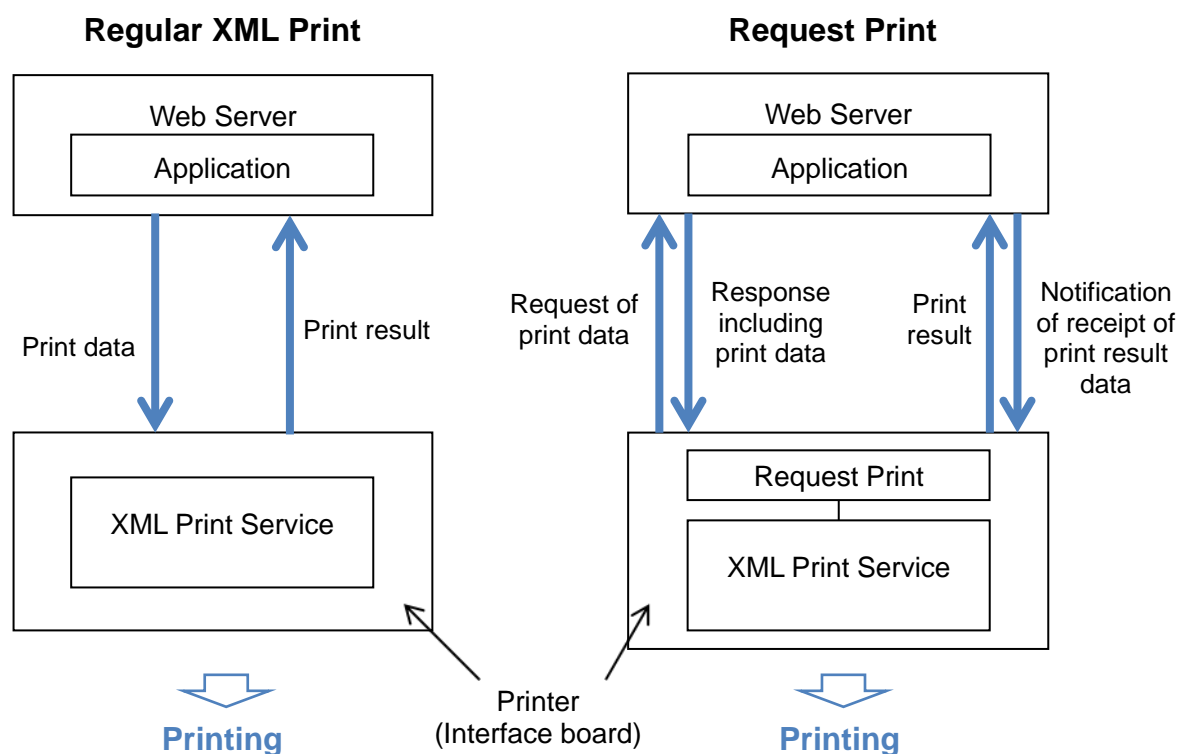 Regular XML Print
Web Server
Application
Print data
Print result
XML Print Service
Printing
Request Print
Web Server
Application
Request of
print data
Response
including
print data
Print
result
Notification
of receipt of
print result
data
Request Print
XML Print Service
Printing
Printer
(Interface board)